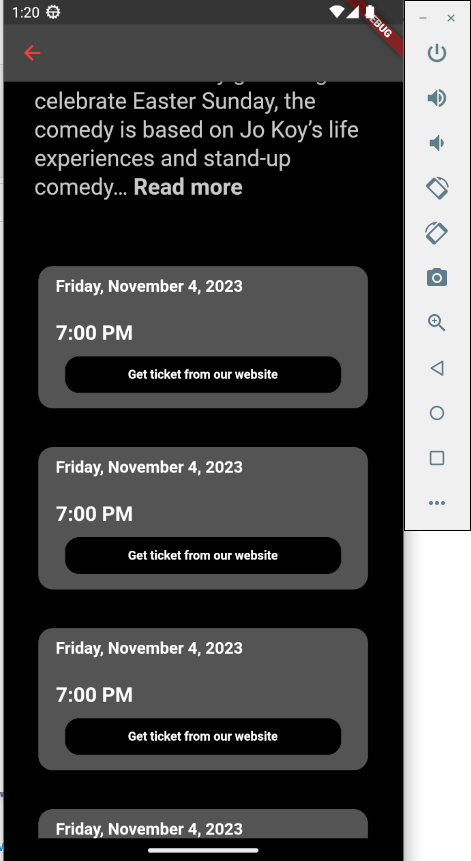 1:20
DEBUG
celebrate Easter Sunday, the
comedy is based on Jo Koy's life
experiences and stand-up
comedy... Read more
Friday, November 4, 2023
7:00 PM
Get ticket from our website
Friday, November 4, 2023
7:00 PM
Get ticket from our website
Friday, November 4, 2023
7:00 PM
Get ticket from our website
Friday, November 4, 2023